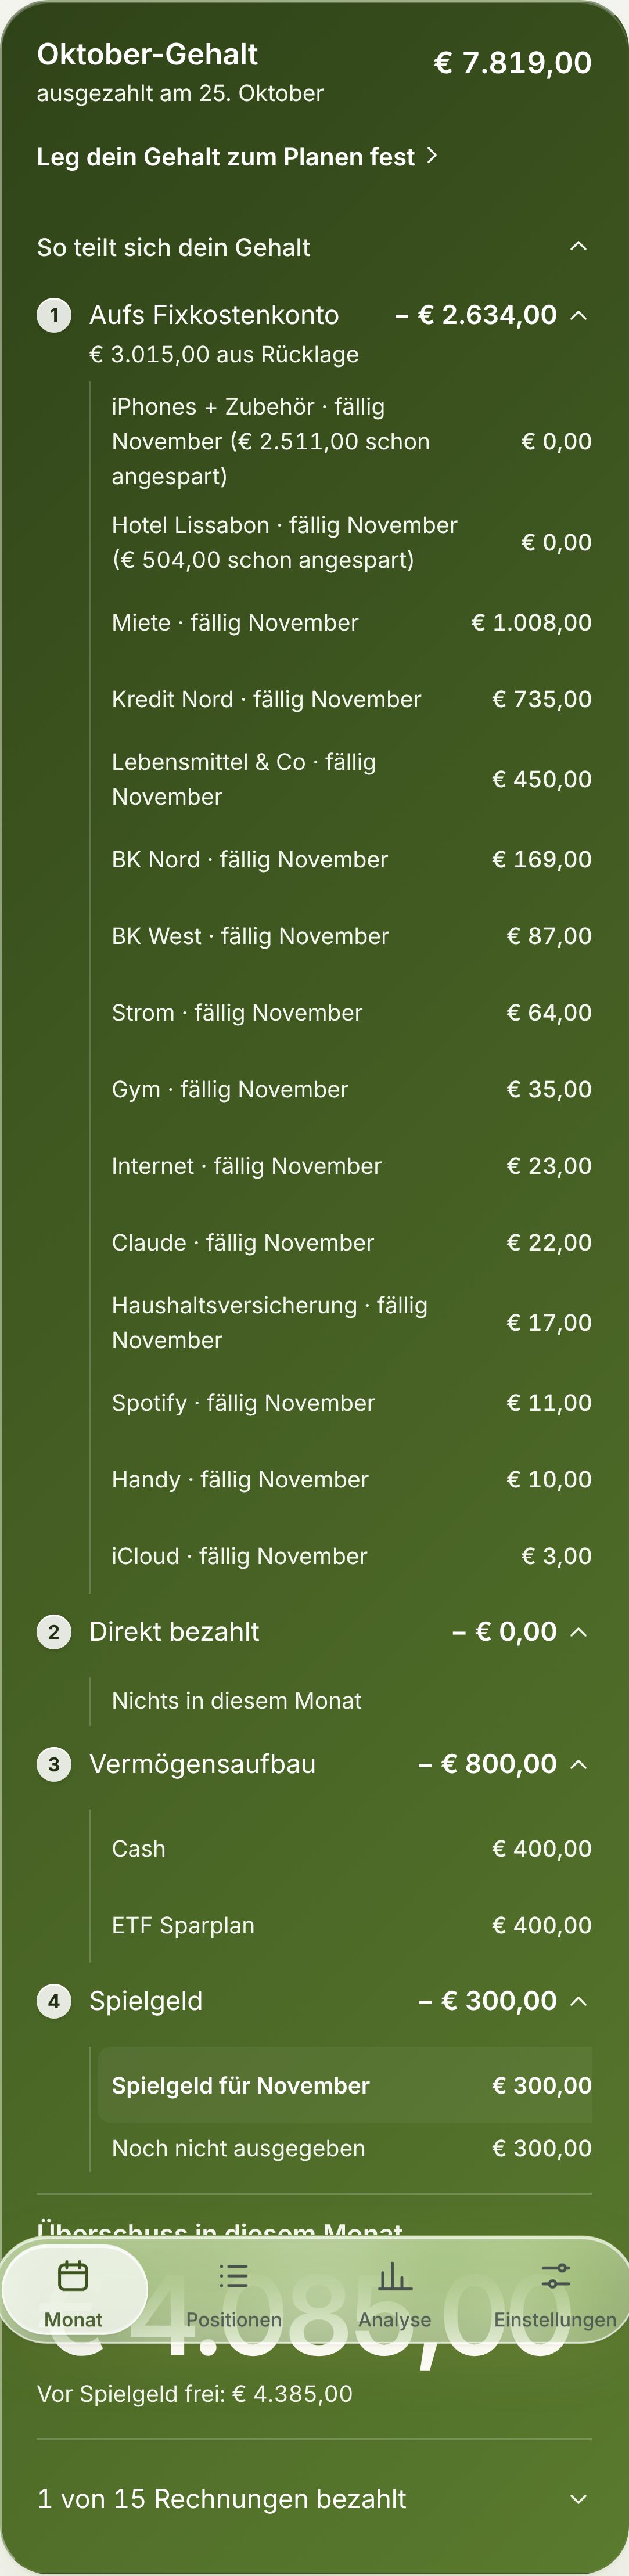 Oktober-Gehalt
€ 7.819,00
ausgezahlt am 25. Oktober
Leg dein Gehalt zum Planen fest
So teilt sich dein Gehalt
1 Aufs Fixkostenkonto – € 2.634,00
€ 3.015,00 aus Rücklage
iPhones + Zubehör · fällig
November (€ 2.511,00 schon
angespart)
€ 0,00
Hotel Lissabon · fällig November
(€ 504,00 schon angespart)
€ 0,00
Miete · fällig November € 1.008,00
Kredit Nord · fällig November € 735,00
Lebensmittel & Co · fällig
November
€ 450,00
BK Nord · fällig November € 169,00
BK West · fällig November € 87,00
Strom · fällig November € 64,00
Gym · fällig November € 35,00
Internet · fällig November € 23,00
Claude · fällig November € 22,00
Haushaltsversicherung · fällig
November
€ 17,00
Spotify · fällig November € 11,00
Handy · fällig November € 10,00
iCloud · fällig November € 3,00
2 Direkt bezahlt – € 0,00
Nichts in diesem Monat
3 Vermögensaufbau – € 800,00
Cash € 400,00
ETF Sparplan € 400,00
4 Spielgeld – € 300,00
Spielgeld für November € 300,00
Noch nicht ausgegeben € 300,00
Überschuss in diesem Monat
€ 4.085,00
Monat Positionen Analyse Einstellungen
Vor Spielgeld frei: € 4.385,00
1 von 15 Rechnungen bezahlt